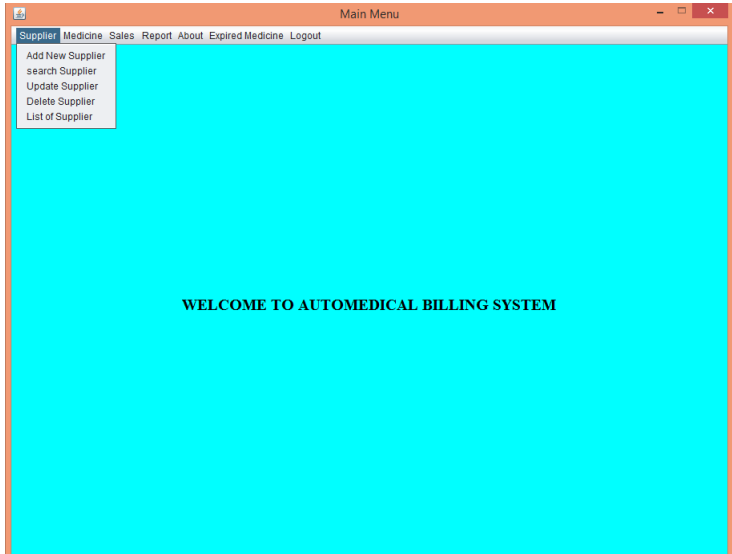 Main Menu
Supplier Medicine Sales Report About Expired Medicine Logout
Add New Supplier
search Supplier
Update Supplier
Delete Supplier
List of Supplier
WELCOME TO AUTOMEDICAL BILLING SYSTEM